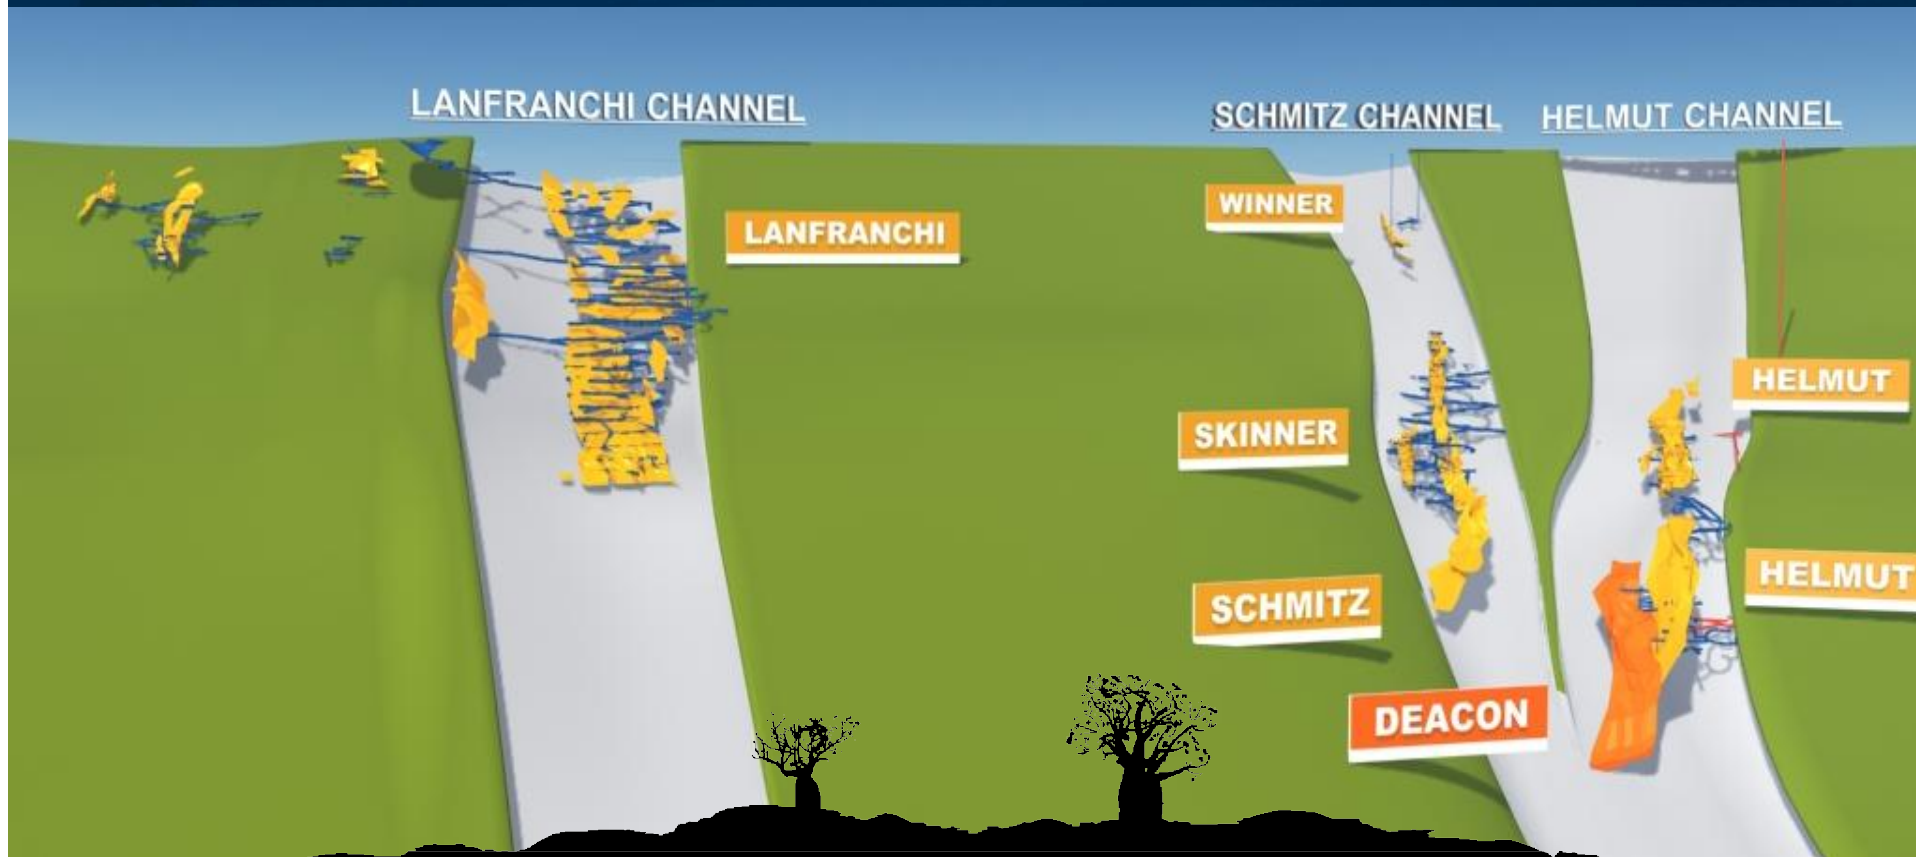 LANFRANCHI CHANNEL
SCHMITZ CHANNEL
HELMUT CHANNEL
WINNER
LANFRANCHI
HELMUT
SKINNER
HELMUT
SCHMITZ
DEACON